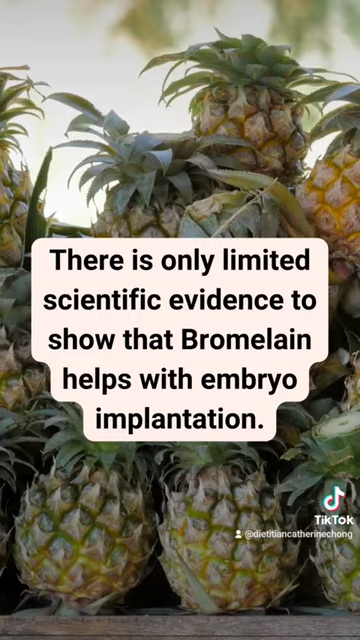 There is only limited
scientific evidence to
show that Bromelain
helps with embryo
implantation.
TikTok
@dietitiancatherinechong